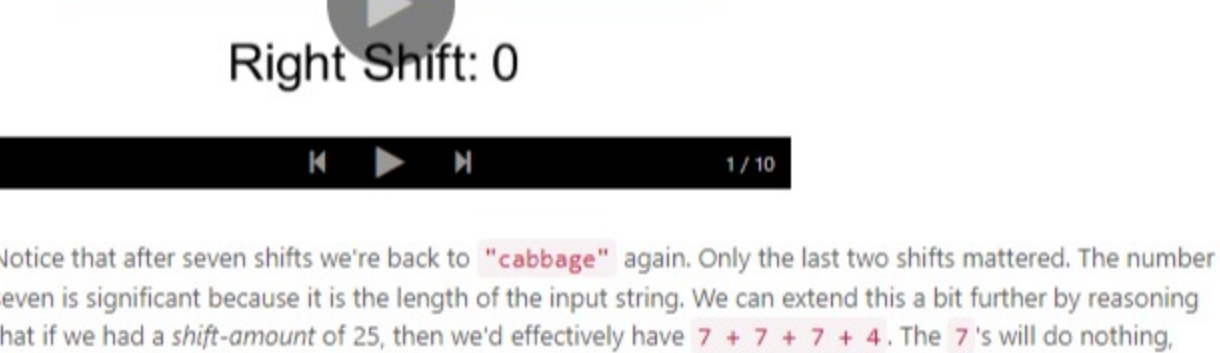 Right Shift: 0
1 / 10
Notice that after seven shifts we're back to "cabbage" again. Only the last two shifts mattered. The number
seven is significant because it is the length of the input string. We can extend this a bit further by reasoning
that if we had a shift-amount of 25, then we'd effectively have 7 + 7 + 7 + 4. The 7's will do nothing,